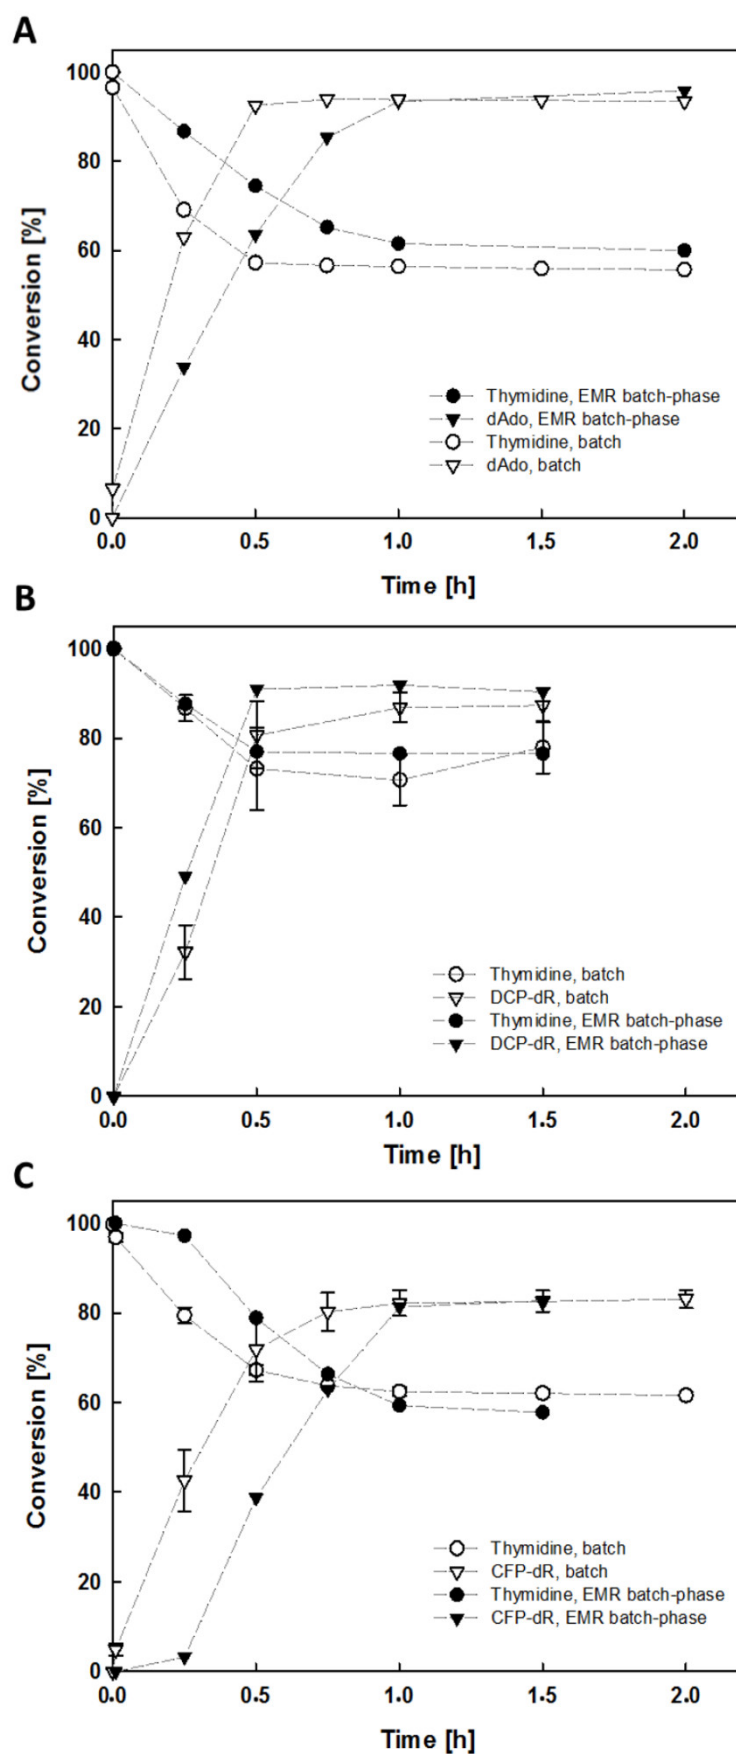 A
Conversion [%]
100
80
60
40
20
0
Thymidine, EMR batch-phase
dAdo, EMR batch-phase
Thymidine, batch
dAdo, batch
0.0 0.5 1.0 1.5 2.0
Time [h]
B
Conversion [%]
100
80
60
40
20
0
Thymidine, batch
DCP-dR, batch
Thymidine, EMR batch-phase
DCP-dR, EMR batch-phase
0.0 0.5 1.0 1.5 2.0
Time [h]
C
Conversion [%]
100
80
60
40
20
0
Thymidine, batch
CFP-dR, batch
Thymidine, EMR batch-phase
CFP-dR, EMR batch-phase
0.0 0.5 1.0 1.5 2.0
Time [h]